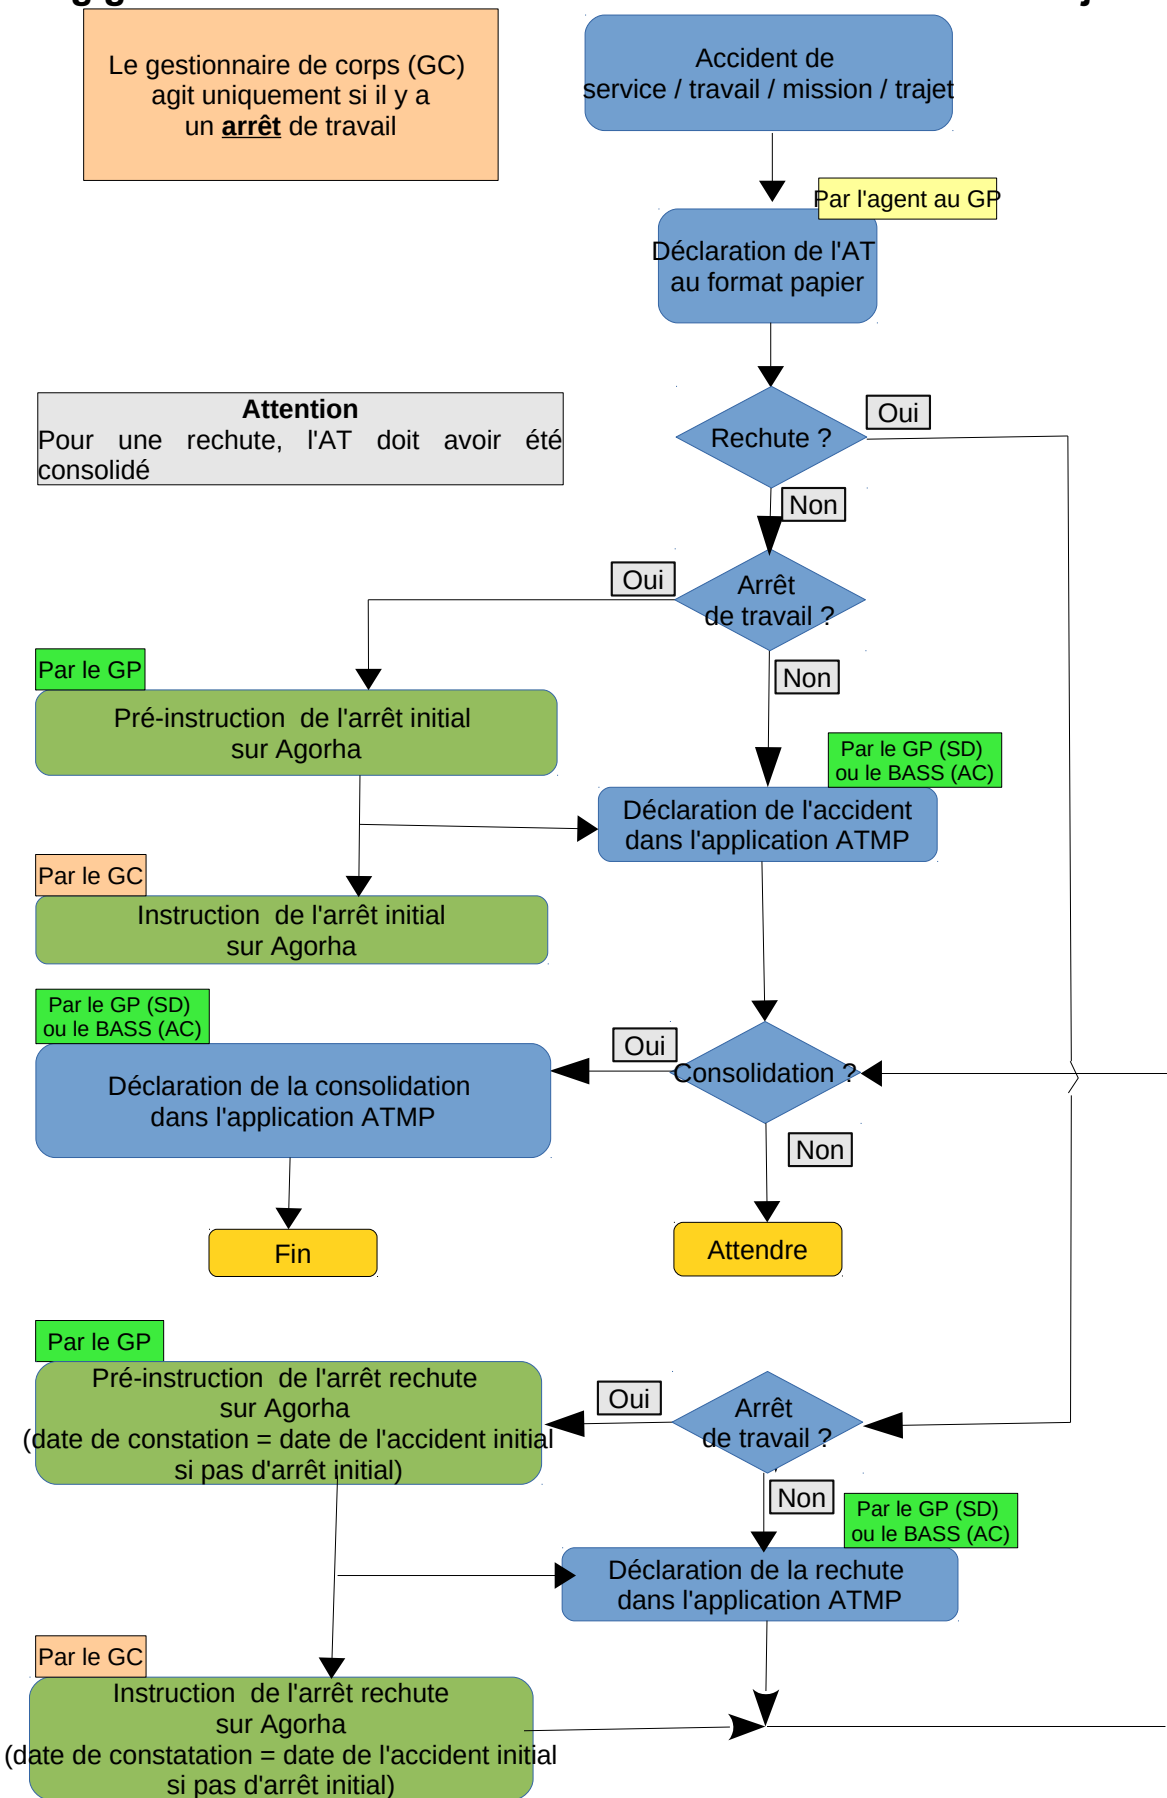 Le gestionnaire de corps (GC)
agit uniquement si il y a
un arrêt de travail
Accident de
service / travail / mission / trajet
Par l'agent au GP
Déclaration de l'AT
au format papier
Attention
Pour une rechute, l'AT doit avoir été
consolidé
Rechute ?
Oui
Non
Arrêt
de travail ?
Oui
Non
Par le GP
Pré-instruction de l'arrêt initial
sur Agorha
Par le GP (SD)
ou le BASS (AC)
Déclaration de l'accident
dans l'application ATMP
Par le GC
Instruction de l'arrêt initial
sur Agorha
Par le GP (SD)
ou le BASS (AC)
Déclaration de la consolidation
dans l'application ATMP
Oui
Consolidation ?
Non
Fin
Attendre
Par le GP
Pré-instruction de l'arrêt rechute
sur Agorha
(date de constation = date de l'accident initial
si pas d'arrêt initial)
Oui
Arrêt
de travail ?
Non
Par le GP (SD)
ou le BASS (AC)
Déclaration de la rechute
dans l'application ATMP
Par le GC
Instruction de l'arrêt rechute
sur Agorha
(date de constatation = date de l'accident initial
si pas d'arrêt initial)